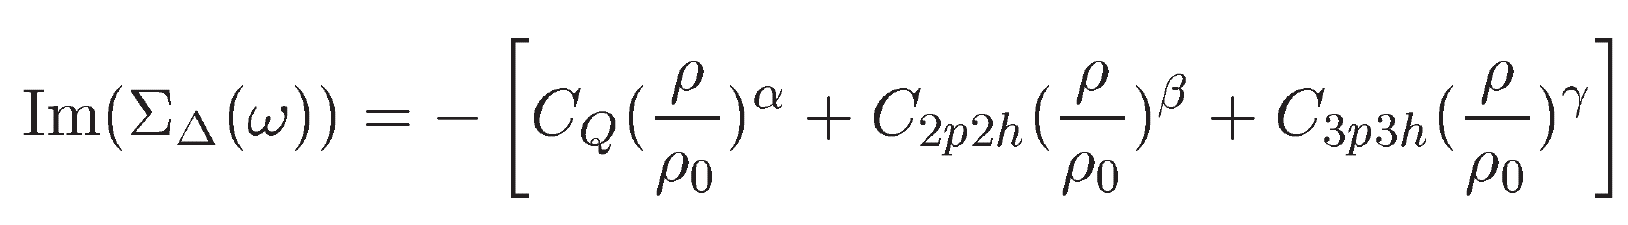 Im(Σ_Δ(ω)) = − [ C_Q(ρ/ρ_0)^α + C_{2p2h}(ρ/ρ_0)^β + C_{3p3h}(ρ/ρ_0)^γ ]